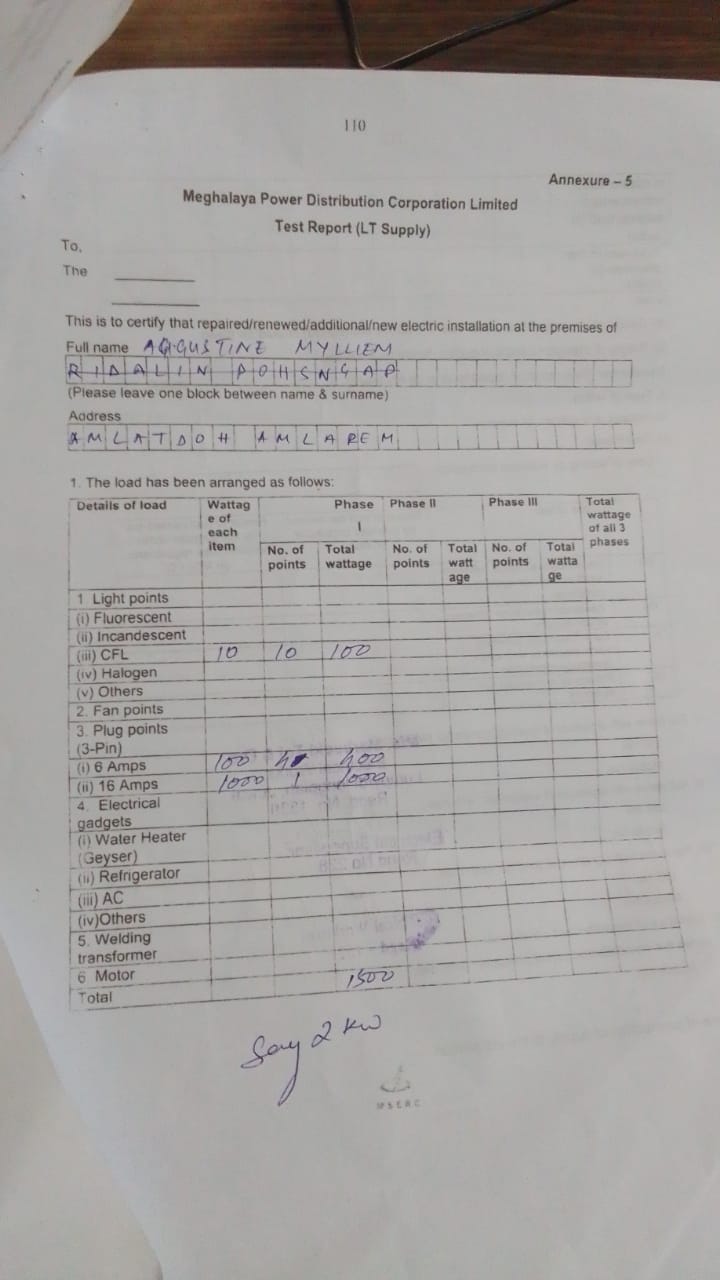 110
Annexure – 5
Meghalaya Power Distribution Corporation Limited
Test Report (LT Supply)
To,
The
This is to certify that repaired/renewed/additional/new electric installation at the premises of
Full name AGGUSTINE MYLLIEM
RIDALIN POHSNGAP
(Please leave one block between name & surname)
Address
AMLATDOH AMLAREM
1. The load has been arranged as follows:
Details of load Wattag e of each item Phase I Phase II Phase III Total wattage of all 3 phases
No. of points Total wattage No. of points Total watt age No. of points Total watta ge
1 Light points
(i) Fluorescent
(ii) Incandescent
(iii) CFL 10 10 100
(iv) Halogen
(v) Others
2. Fan points
3. Plug points
(3-Pin)
(i) 6 Amps 100 4 400
(ii) 16 Amps 1000 1 1000
4. Electrical
gadgets
(i) Water Heater
(Geyser)
(ii) Refrigerator
(iii) AC
(iv)Others
5. Welding
transformer
6 Motor
Total 1500
Say 2 kw
MSERC